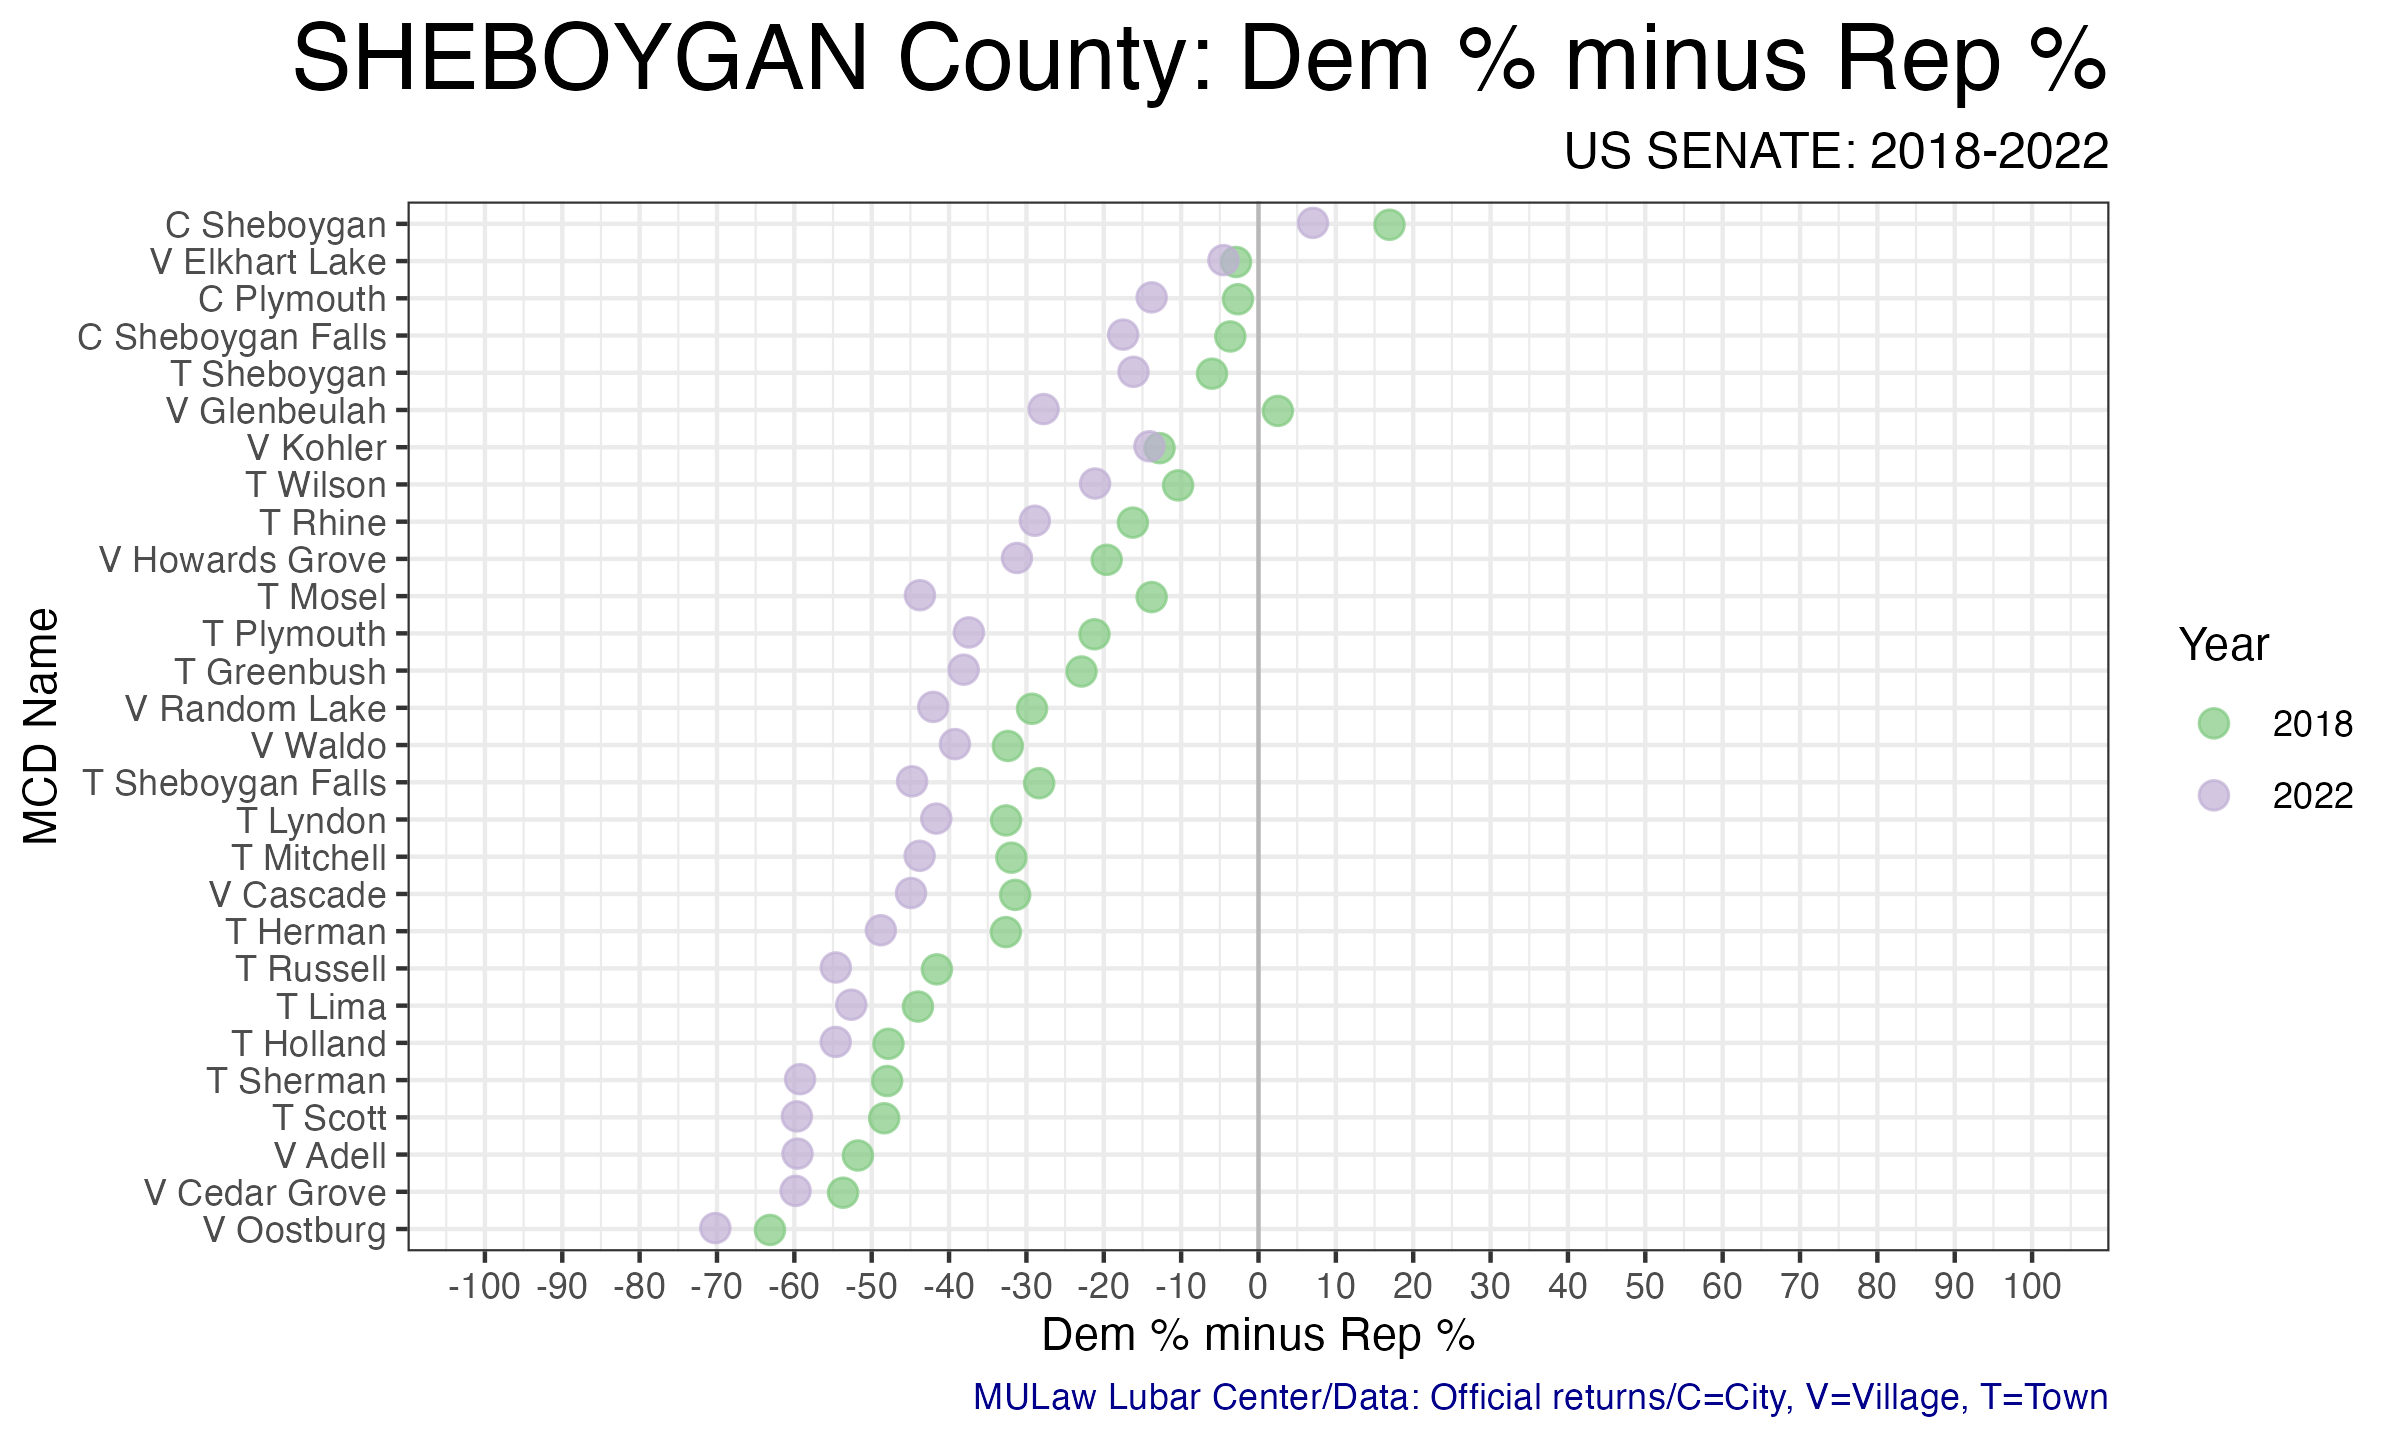 SHEBOYGAN County: Dem % minus Rep %
US SENATE: 2018-2022
MCD Name
C Sheboygan
V Elkhart Lake
C Plymouth
C Sheboygan Falls
T Sheboygan
V Glenbeulah
V Kohler
T Wilson
T Rhine
V Howards Grove
T Mosel
T Plymouth
T Greenbush
V Random Lake
V Waldo
T Sheboygan Falls
T Lyndon
T Mitchell
V Cascade
T Herman
T Russell
T Lima
T Holland
T Sherman
T Scott
V Adell
V Cedar Grove
V Oostburg
-100 -90 -80 -70 -60 -50 -40 -30 -20 -10 0 10 20 30 40 50 60 70 80 90 100
Dem % minus Rep %
Year
2018
2022
MULaw Lubar Center/Data: Official returns/C=City, V=Village, T=Town